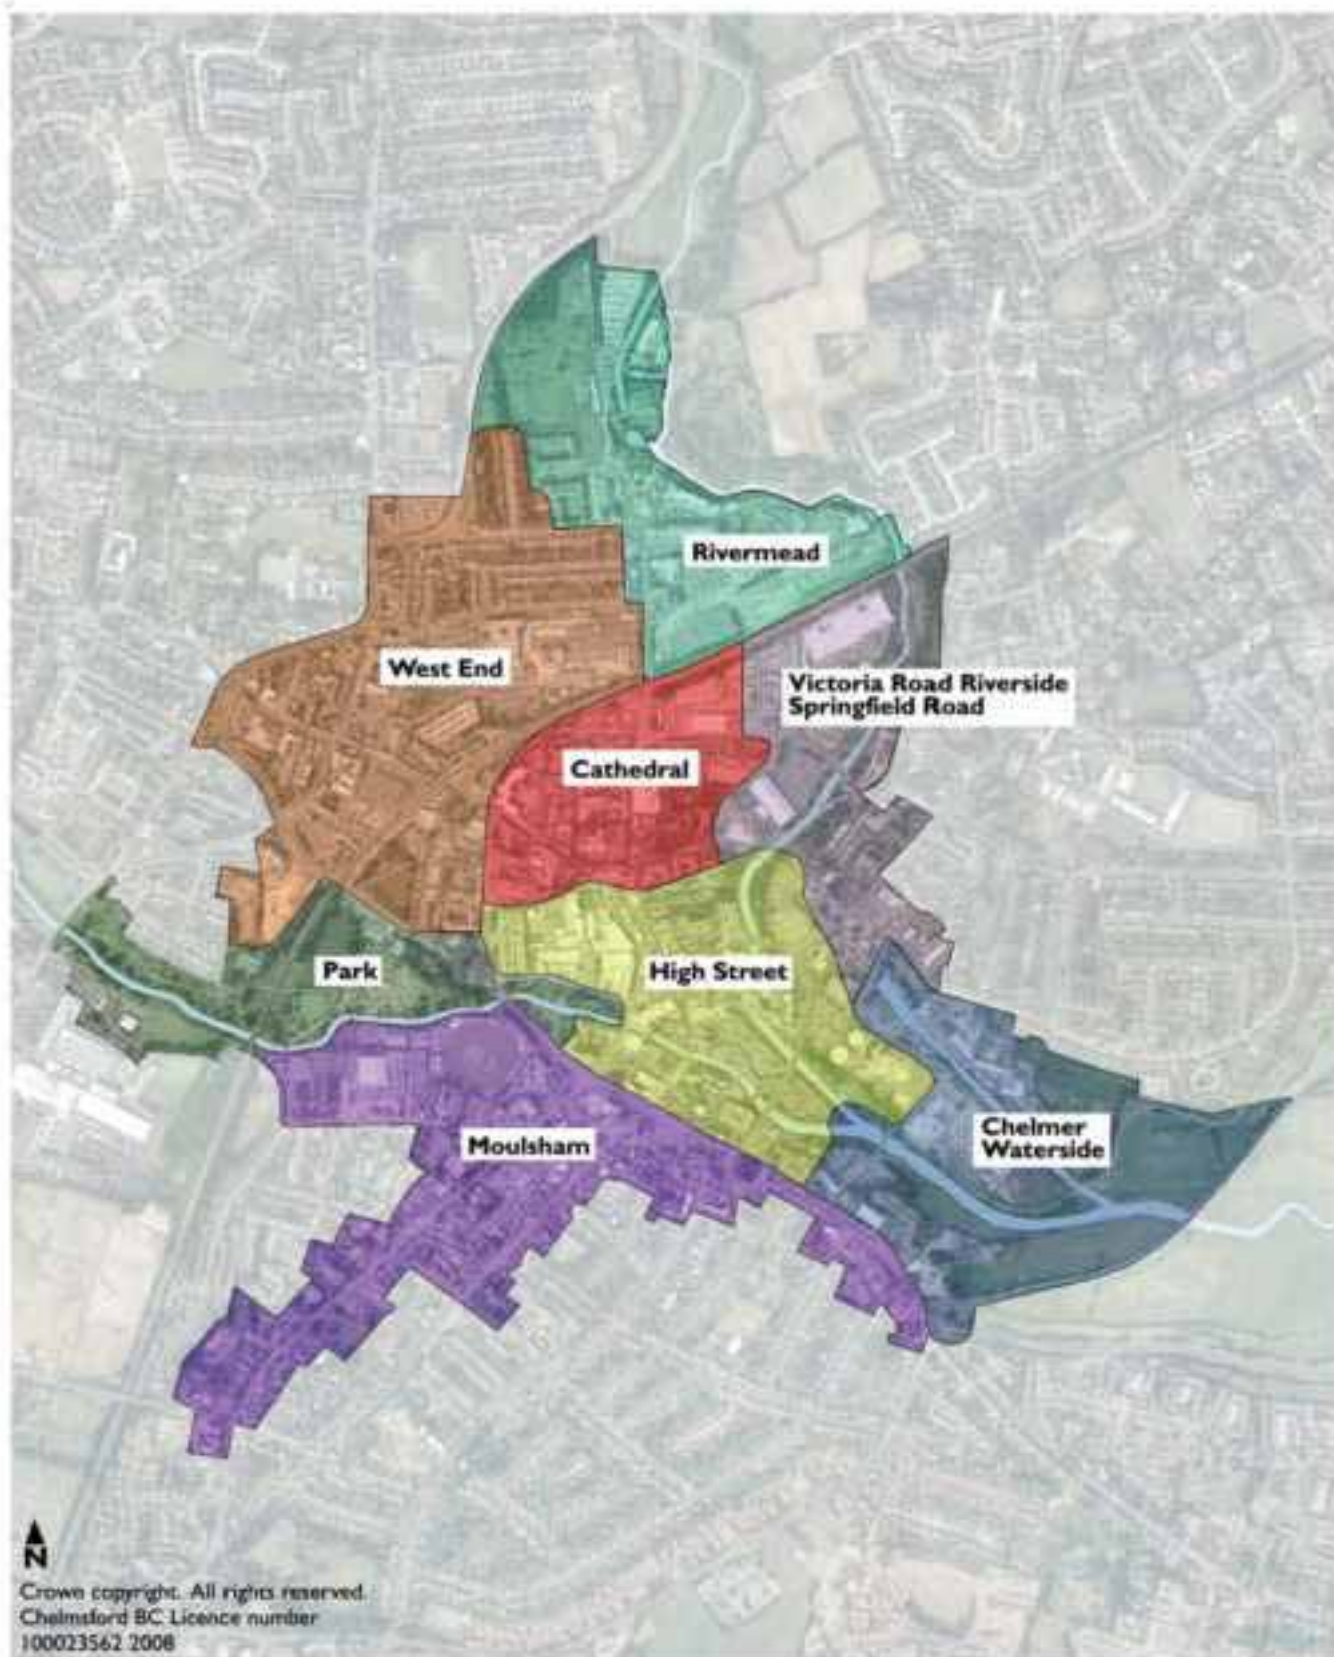 Rivermead
West End
Victoria Road Riverside
Springfield Road
Cathedral
Park
High Street
Chelmer
Waterside
Moulsham
N
Crown copyright. All rights reserved.
Chelmsford BC Licence number
100023562 2008